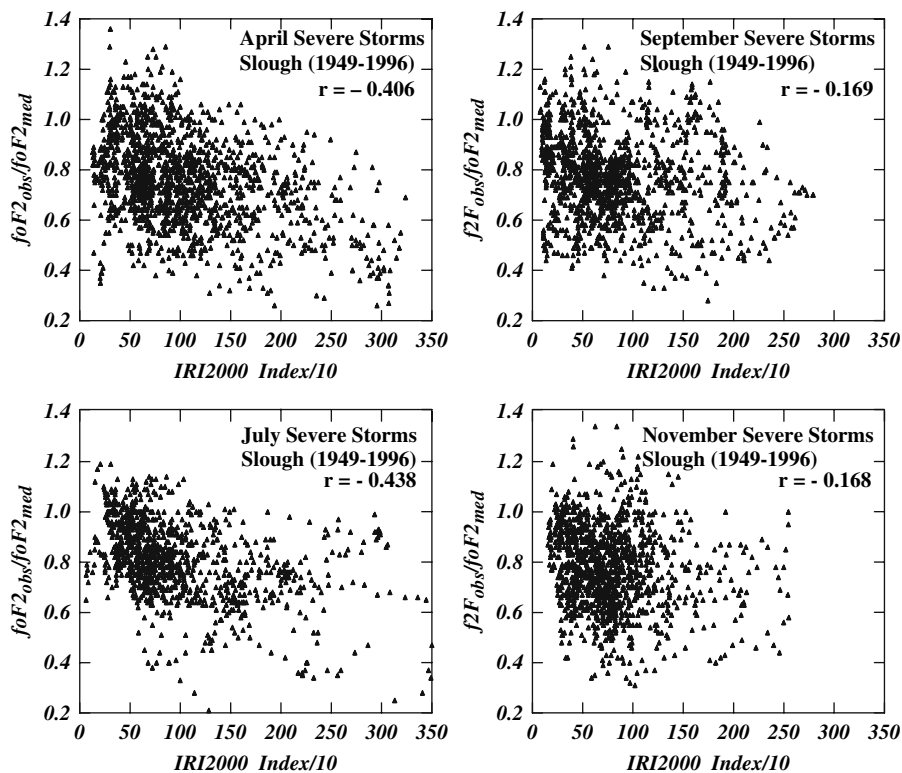 1.4
1.2
1.0
0.8
0.6
0.4
0.2
foF2obs/foF2med
April Severe Storms
Slough (1949-1996)
r = – 0.406
0 50 100 150 200 250 300 350
IRI2000 Index/10
1.4
1.2
1.0
0.8
0.6
0.4
0.2
f2Fobs/foF2med
September Severe Storms
Slough (1949-1996)
r = - 0.169
0 50 100 150 200 250 300 350
IRI2000 Index/10
1.4
1.2
1.0
0.8
0.6
0.4
0.2
foF2obs/foF2med
July Severe Storms
Slough (1949-1996)
r = - 0.438
0 50 100 150 200 250 300 350
IRI2000 Index/10
1.4
1.2
1.0
0.8
0.6
0.4
0.2
f2Fobs/foF2med
November Severe Storms
Slough (1949-1996)
r = - 0.168
0 50 100 150 200 250 300 350
IRI2000 Index/10